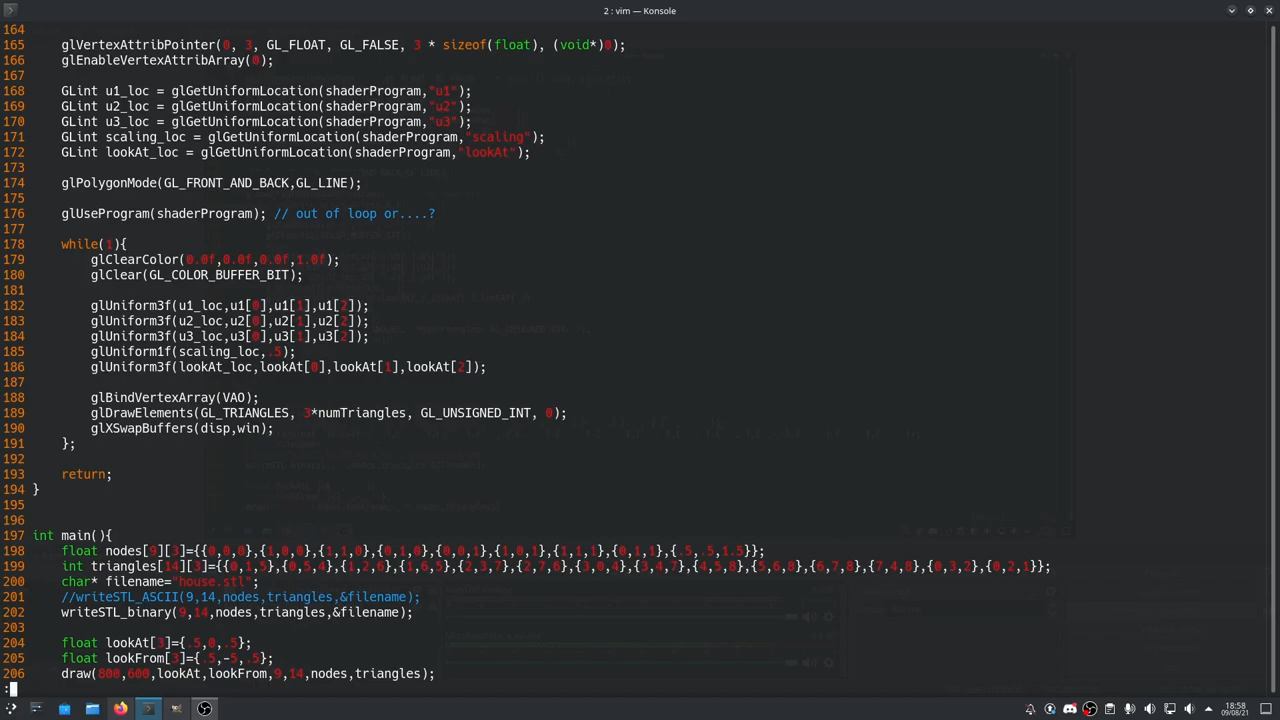 2 : vim — Konsole
164
165     glVertexAttribPointer(0, 3, GL_FLOAT, GL_FALSE, 3 * sizeof(float), (void*)0);
166     glEnableVertexAttribArray(0);
167
168     GLint u1_loc = glGetUniformLocation(shaderProgram,"u1");
169     GLint u2_loc = glGetUniformLocation(shaderProgram,"u2");
170     GLint u3_loc = glGetUniformLocation(shaderProgram,"u3");
171     GLint scaling_loc = glGetUniformLocation(shaderProgram,"scaling");
172     GLint lookAt_loc = glGetUniformLocation(shaderProgram,"lookAt");
173
174     glPolygonMode(GL_FRONT_AND_BACK,GL_LINE);
175
176     glUseProgram(shaderProgram); // out of loop or....?
177
178     while(1){
179         glClearColor(0.0f,0.0f,0.0f,1.0f);
180         glClear(GL_COLOR_BUFFER_BIT);
181
182         glUniform3f(u1_loc,u1[0],u1[1],u1[2]);
183         glUniform3f(u2_loc,u2[0],u2[1],u2[2]);
184         glUniform3f(u3_loc,u3[0],u3[1],u3[2]);
185         glUniform1f(scaling_loc,.5);
186         glUniform3f(lookAt_loc,lookAt[0],lookAt[1],lookAt[2]);
187
188         glBindVertexArray(VAO);
189         glDrawElements(GL_TRIANGLES, 3*numTriangles, GL_UNSIGNED_INT, 0);
190         glXSwapBuffers(disp,win);
191     };
192
193     return;
194 }
195
196
197 int main(){
198     float nodes[9][3]={{0,0,0},{1,0,0},{1,1,0},{0,1,0},{0,0,1},{1,0,1},{1,1,1},{0,1,1},{.5,.5,1.5}};
199     int triangles[14][3]={{0,1,5},{0,5,4},{1,2,6},{1,6,5},{2,3,7},{2,7,6},{3,0,4},{3,4,7},{4,5,8},{5,6,8},{6,7,8},{7,4,8},{0,3,2},{0,2,1}};
200     char* filename="house.stl";
201     //writeSTL_ASCII(9,14,nodes,triangles,&filename);
202     writeSTL_binary(9,14,nodes,triangles,&filename);
203
204     float lookAt[3]={.5,0,.5};
205     float lookFrom[3]={.5,-5,.5};
206     draw(800,600,lookAt,lookFrom,9,14,nodes,triangles);
:
18:58
09/08/21